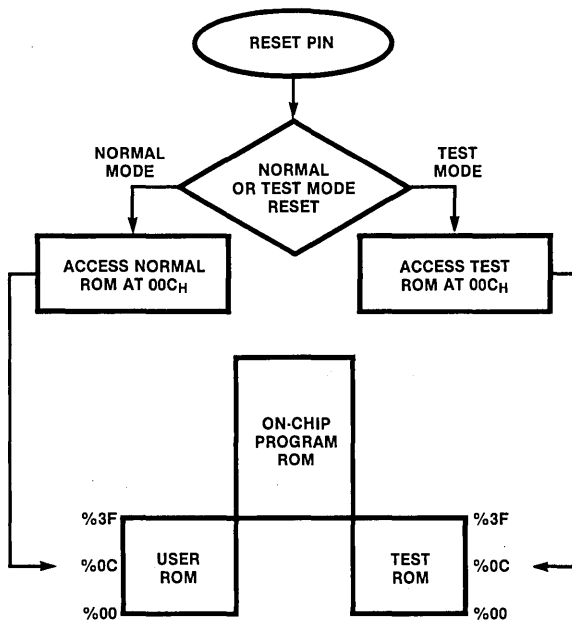 RESET PIN
NORMAL
MODE
NORMAL
OR TEST MODE
RESET
TEST
MODE
ACCESS NORMAL
ROM AT 00CH
ACCESS TEST
ROM AT 00CH
ON-CHIP
PROGRAM
ROM
%3F
%3F
%0C
USER
ROM
TEST
ROM
%0C
%00
%00